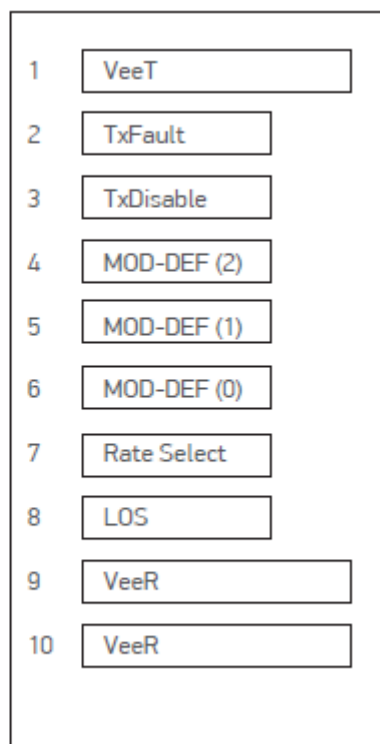 1 VeeT
2 TxFault
3 TxDisable
4 MOD-DEF (2)
5 MOD-DEF (1)
6 MOD-DEF (0)
7 Rate Select
8 LOS
9 VeeR
10 VeeR